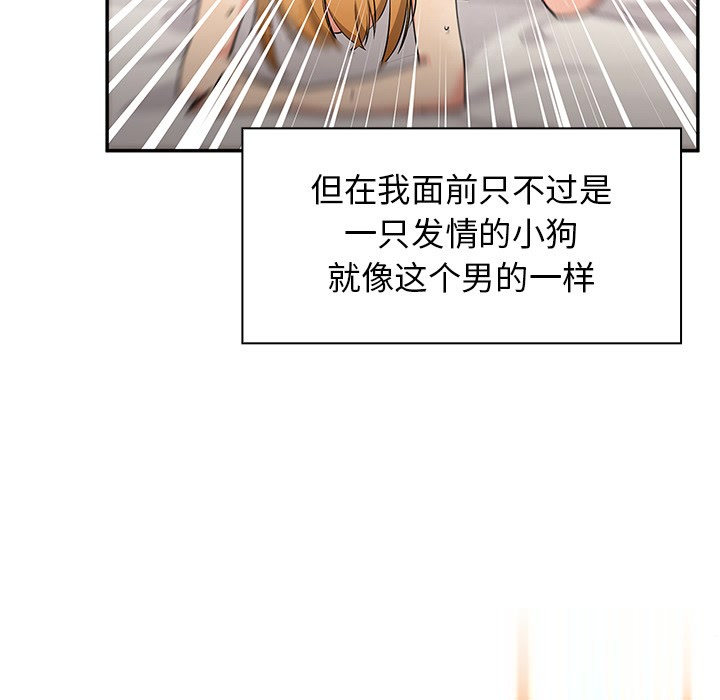 但在我面前只不过是
一只发情的小狗
就像这个男的一样